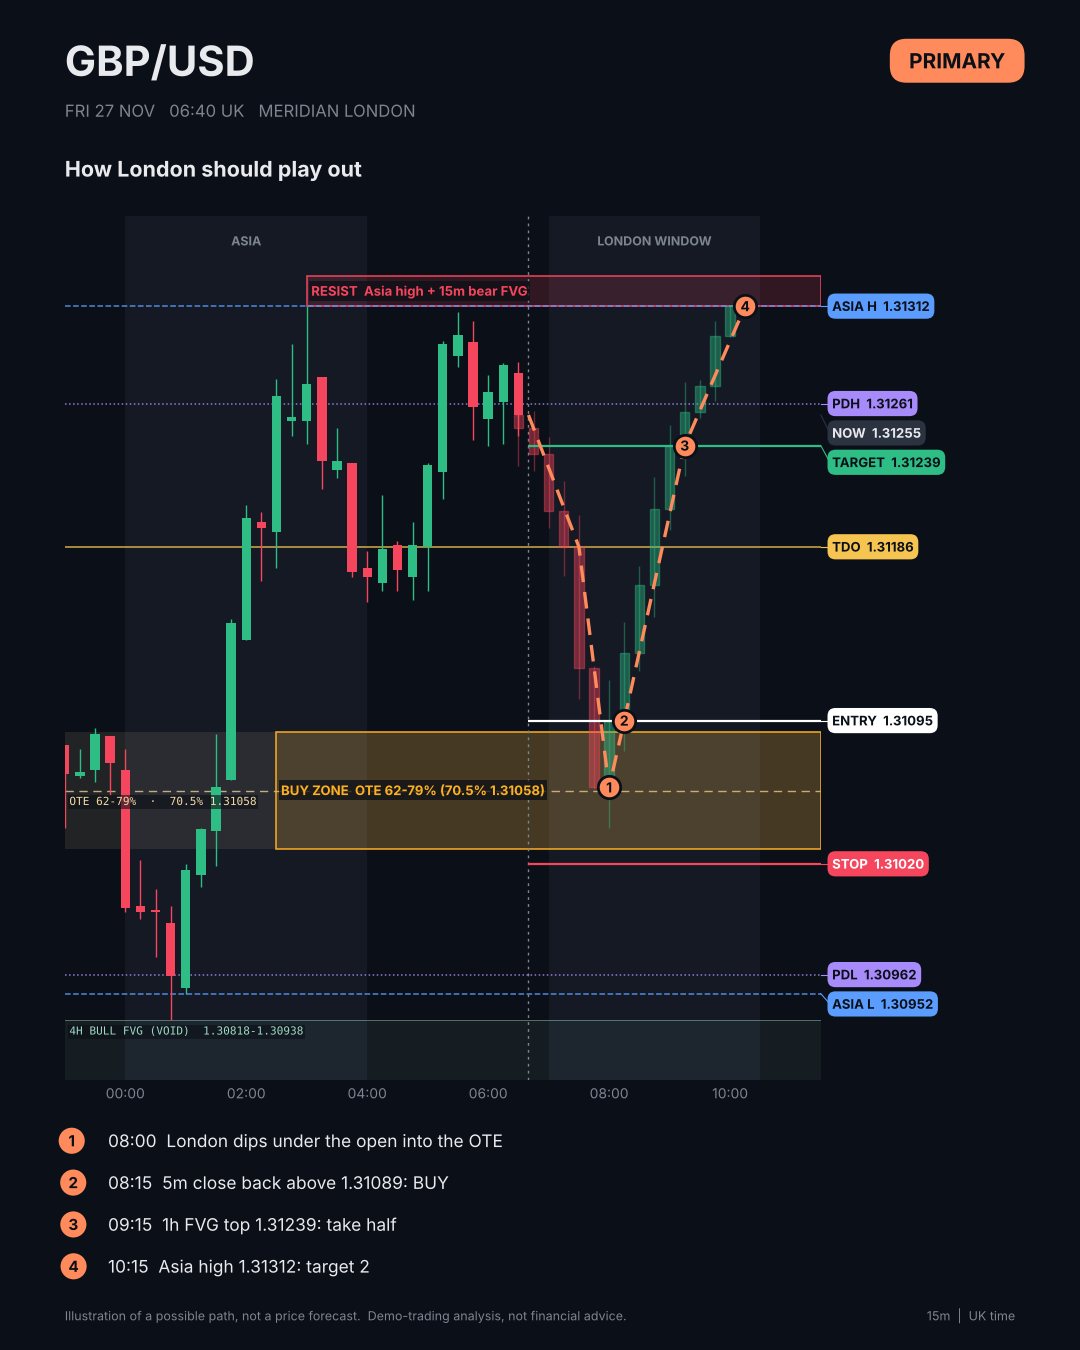 GBP/USD
PRIMARY
FRI 27 NOV 06:40 UK MERIDIAN LONDON
How London should play out
ASIA
LONDON WINDOW
RESIST Asia high + 15m bear FVG
4
ASIA H 1.31312
PDH 1.31261
NOW 1.31255
3
TARGET 1.31239
TDO 1.31186
2
ENTRY 1.31095
BUY ZONE OTE 62-79% (70.5% 1.31058)
1
OTE 62-79% · 70.5% 1.31058
STOP 1.31020
PDL 1.30962
ASIA L 1.30952
4H BULL FVG (VOID) 1.30818-1.30938
00:00 02:00 04:00 06:00 08:00 10:00
1 08:00 London dips under the open into the OTE
2 08:15 5m close back above 1.31089: BUY
3 09:15 1h FVG top 1.31239: take half
4 10:15 Asia high 1.31312: target 2
Illustration of a possible path, not a price forecast. Demo-trading analysis, not financial advice.
15m | UK time